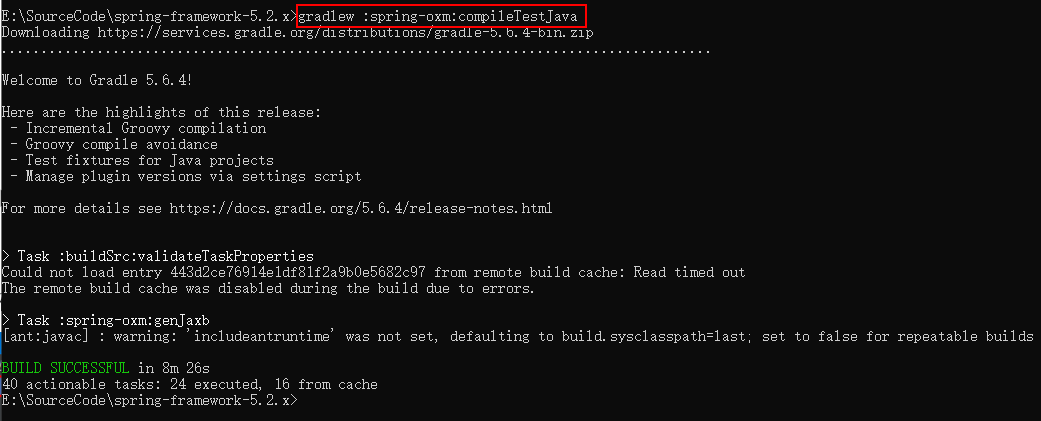 E:\SourceCode\spring-framework-5.2.x>gradlew :spring-oxm:compileTestJava
Downloading https://services.gradle.org/distributions/gradle-5.6.4-bin.zip
.........................................................................................
Welcome to Gradle 5.6.4!
Here are the highlights of this release:
- Incremental Groovy compilation
- Groovy compile avoidance
- Test fixtures for Java projects
- Manage plugin versions via settings script
For more details see https://docs.gradle.org/5.6.4/release-notes.html
> Task :buildSrc:validateTaskProperties
Could not load entry 443d2ce76914e1df81f2a9b0e5682c97 from remote build cache: Read timed out
The remote build cache was disabled during the build due to errors.
> Task :spring-oxm:genJaxb
[ant:javac] : warning: 'includeantruntime' was not set, defaulting to build.sysclasspath=last; set to false for repeatable builds
BUILD SUCCESSFUL in 8m 26s
40 actionable tasks: 24 executed, 16 from cache
E:\SourceCode\spring-framework-5.2.x>